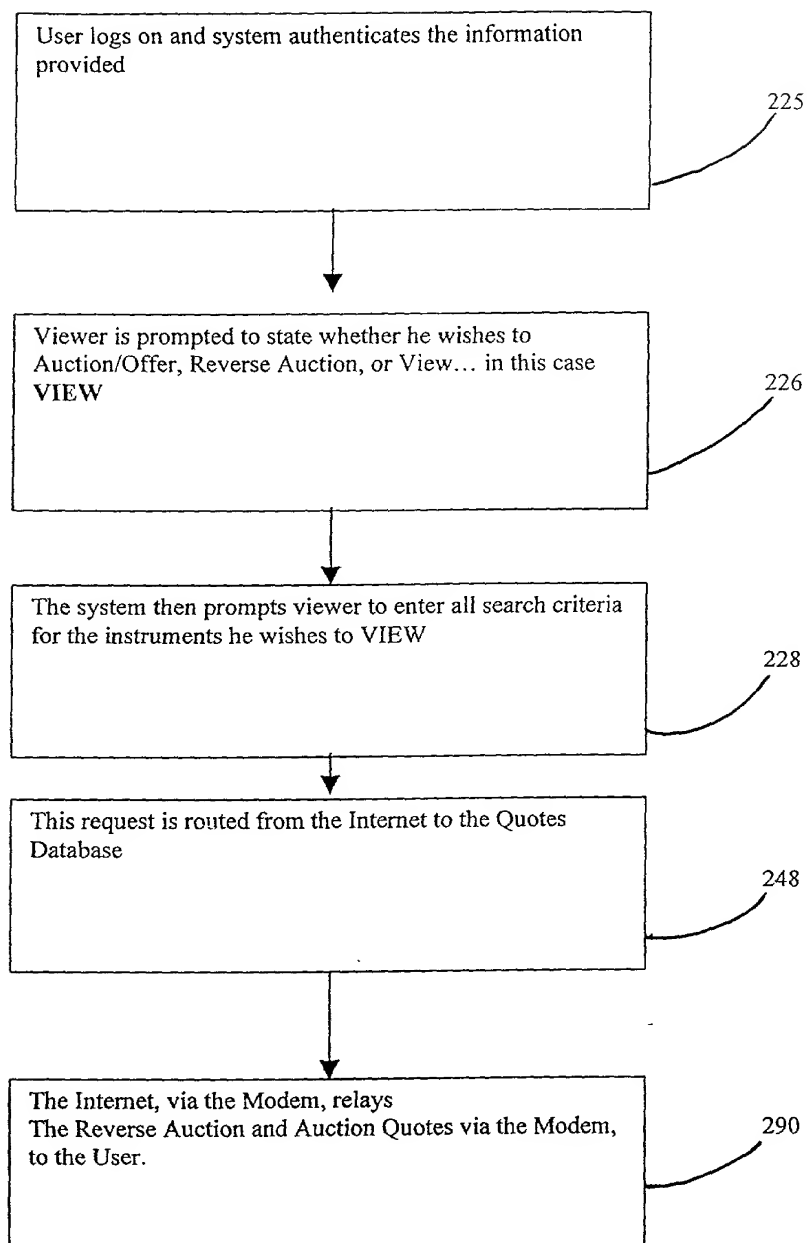 User logs on and system authenticates the information
provided
225
Viewer is prompted to state whether he wishes to
Auction/Offer, Reverse Auction, or View... in this case
VIEW
226
The system then prompts viewer to enter all search criteria
for the instruments he wishes to VIEW
228
This request is routed from the Internet to the Quotes
Database
248
The Internet, via the Modem, relays
The Reverse Auction and Auction Quotes via the Modem,
to the User.
290